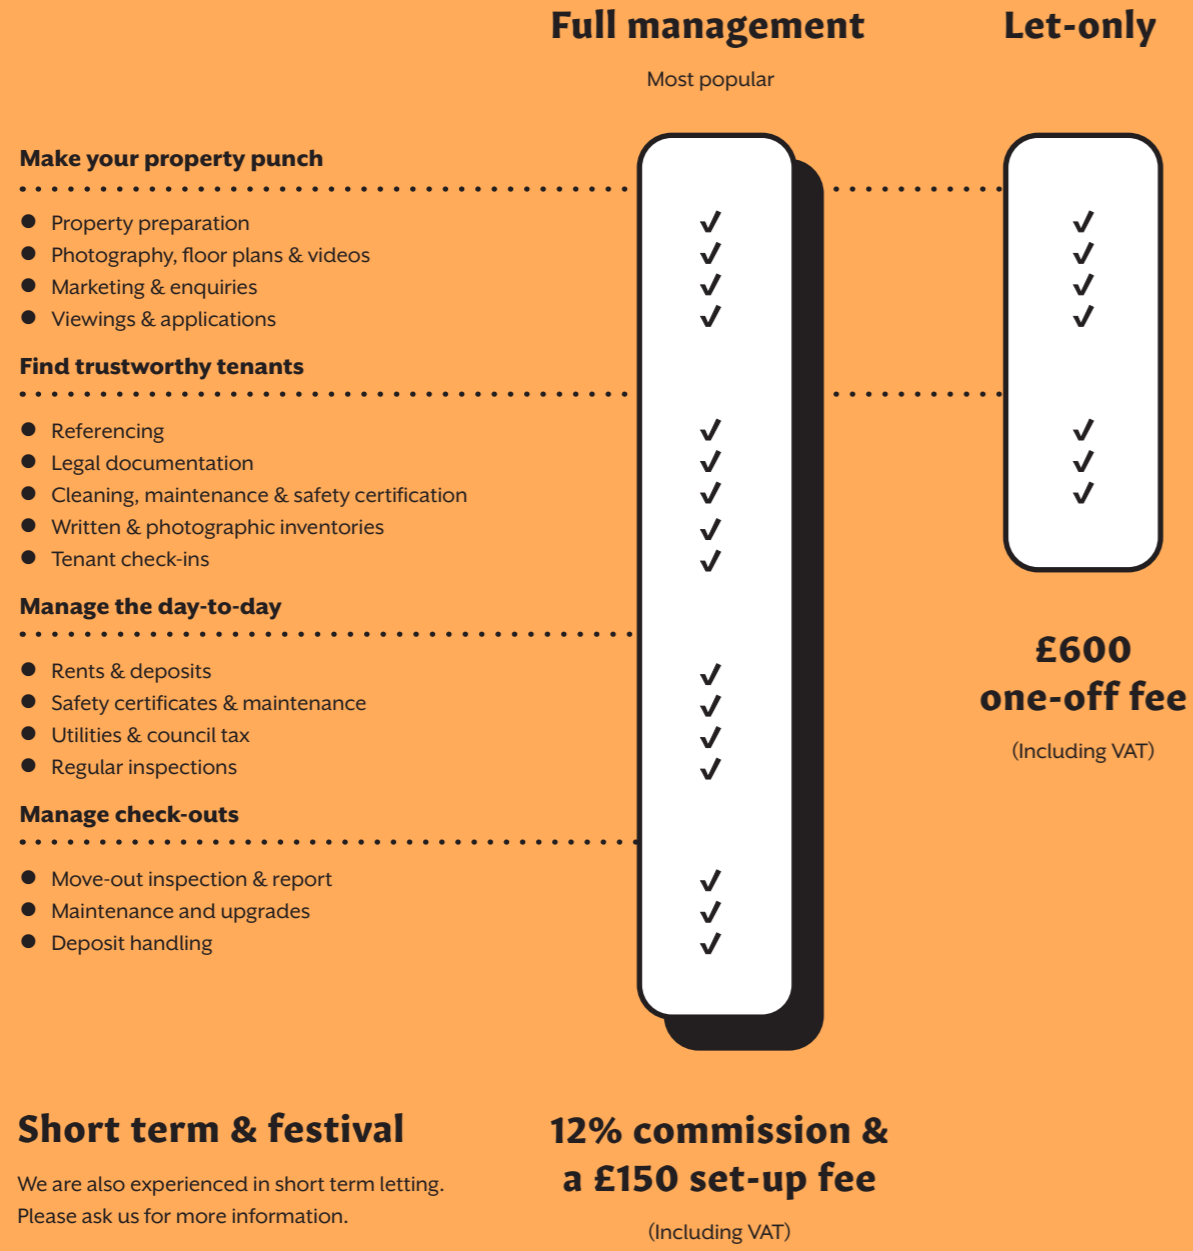 Full management
Let-only
Most popular
Make your property punch
● Property preparation ✓ ✓
● Photography, floor plans & videos ✓ ✓
● Marketing & enquiries ✓ ✓
● Viewings & applications ✓ ✓
Find trustworthy tenants
● Referencing ✓ ✓
● Legal documentation ✓ ✓
● Cleaning, maintenance & safety certification ✓ ✓
● Written & photographic inventories ✓
● Tenant check-ins ✓
Manage the day-to-day
● Rents & deposits ✓
● Safety certificates & maintenance ✓
● Utilities & council tax ✓
● Regular inspections ✓
Manage check-outs
● Move-out inspection & report ✓
● Maintenance and upgrades ✓
● Deposit handling ✓
£600
one-off fee
(Including VAT)
Short term & festival
We are also experienced in short term letting.
Please ask us for more information.
12% commission &
a £150 set-up fee
(Including VAT)